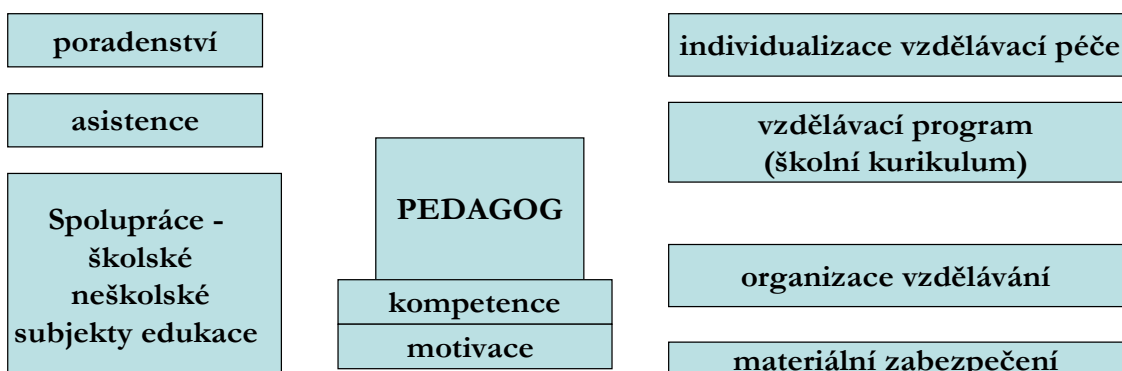 poradenství
asistence
Spolupráce -
školské
neškolské
subjekty edukace
PEDAGOG
kompetence
motivace
individualizace vzdělávací péče
vzdělávací program
(školní kurikulum)
organizace vzdělávání
materiální zabezpečení